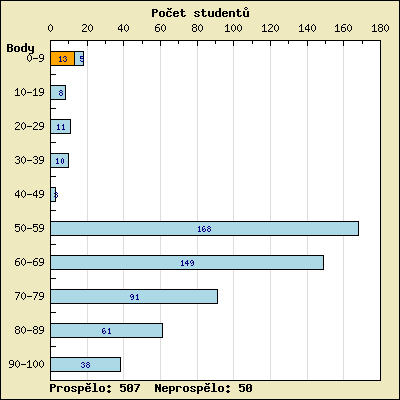 Počet studentů
0 20 40 60 80 100 120 140 160 180
Body
0-9 13 5
10-19 8
20-29 11
30-39 10
40-49 3
50-59 168
60-69 149
70-79 91
80-89 61
90-100 38
Prospělo: 507 Neprospělo: 50